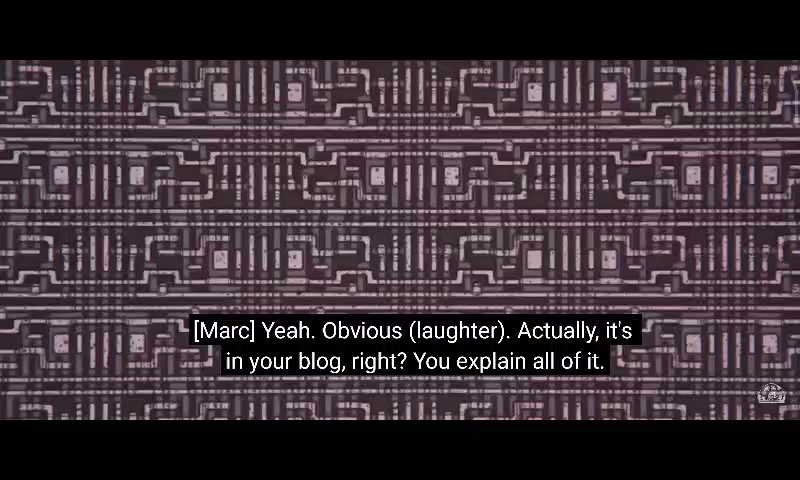 [Marc] Yeah. Obvious (laughter). Actually, it's
in your blog, right? You explain all of it.